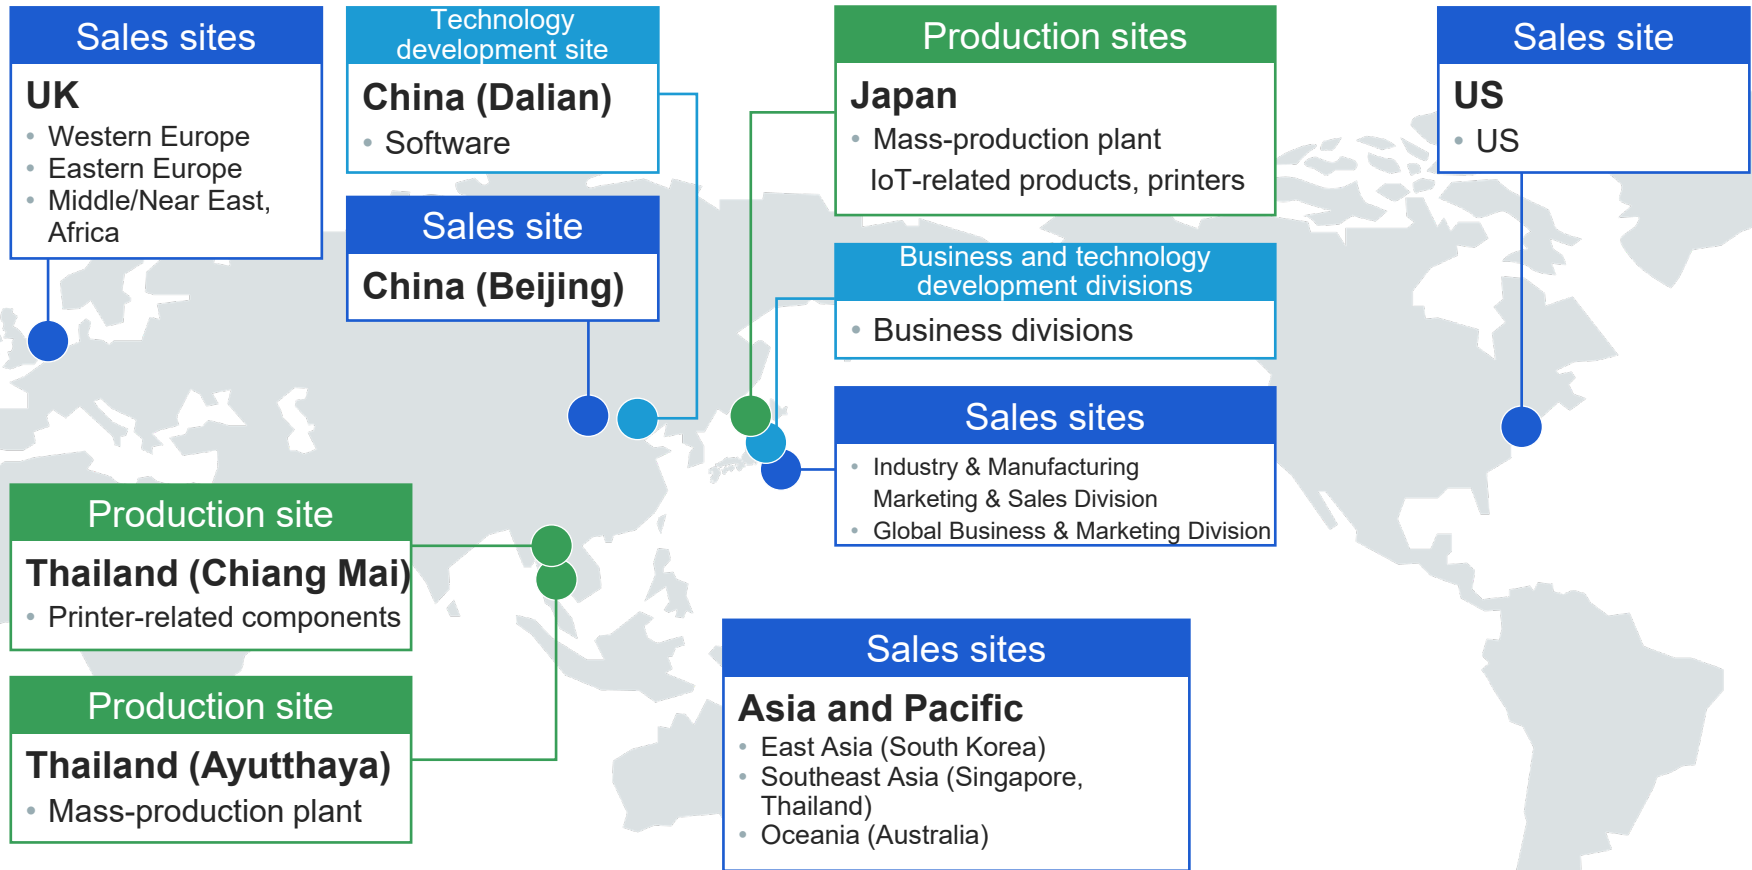 Sales sites
UK
• Western Europe
• Eastern Europe
• Middle/Near East,
Africa
Technology
development site
China (Dalian)
• Software
Sales site
China (Beijing)
Production sites
Japan
• Mass-production plant
IoT-related products, printers
Business and technology
development divisions
• Business divisions
Sales sites
• Industry & Manufacturing
Marketing & Sales Division
• Global Business & Marketing Division
Sales site
US
• US
Production site
Thailand (Chiang Mai)
• Printer-related components
Production site
Thailand (Ayutthaya)
• Mass-production plant
Sales sites
Asia and Pacific
• East Asia (South Korea)
• Southeast Asia (Singapore,
Thailand)
• Oceania (Australia)